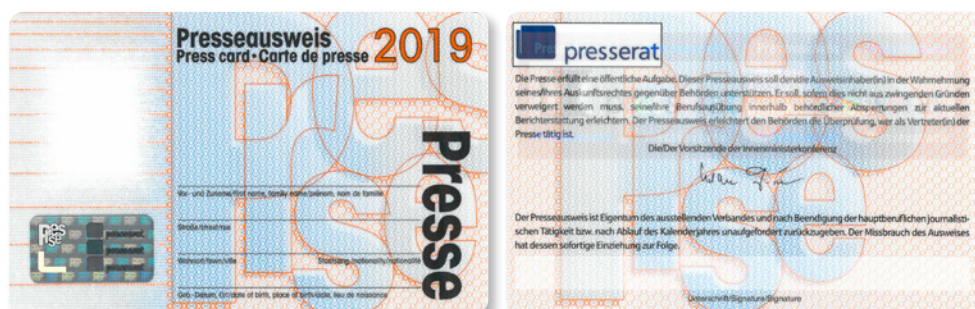 Presseausweis 2019
Press card·Carte de presse
Presse
Vor- und Zuname/first name, family name/prénom, nom de famille
Straße/street/rue
Wohnort/town/ville
nationality/nationalité
Geb.-Datum, Ort/date of birth, place of birth/date, lieu de naissance
Presse
presserat
Die Presse erfüllt eine öffentliche Aufgabe. Dieser Presseausweis soll den/die Ausweisinhaber(in) in der Wahrnehmung
seines/ihres Auskunftsrechtes gegenüber Behörden unterstützen. Er soll, sofern dies nicht aus zwingenden Gründen
verweigert werden muss, seine/ihre Berufsausübung innerhalb behördlicher Absperrungen zur aktuellen
Berichterstattung erleichtern. Der Presseausweis erleichtert den Behörden die Überprüfung, wer als Vertreter(in) der
Presse tätig ist.
Die/Der Vorsitzende der Innenministerkonferenz
Der Presseausweis ist Eigentum des ausstellenden Verbandes und nach Beendigung der hauptberuflichen journalisti-
schen Tätigkeit bzw. nach Ablauf des Kalenderjahres unaufgefordert zurückzugeben. Der Missbrauch des Ausweises
hat dessen sofortige Einziehung zur Folge.
Unterschrift/Signature/Signature